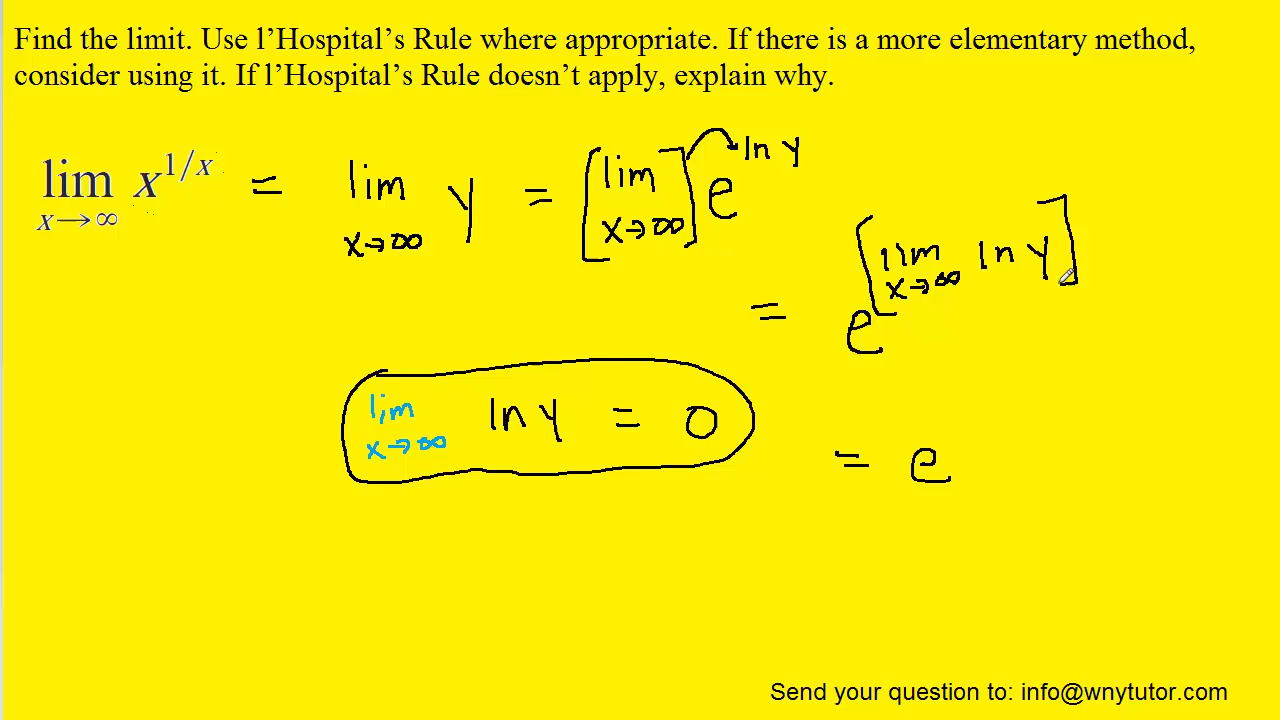 Find the limit. Use l’Hospital’s Rule where appropriate. If there is a more elementary method,
consider using it. If l’Hospital’s Rule doesn’t apply, explain why.
lim x→∞ x^{1/x} = lim x→∞ y = [lim x→∞] e^{ln y}
= e^{[lim x→∞ ln y]}
lim x→∞ ln y = 0
= e
Send your question to: info@wnytutor.com